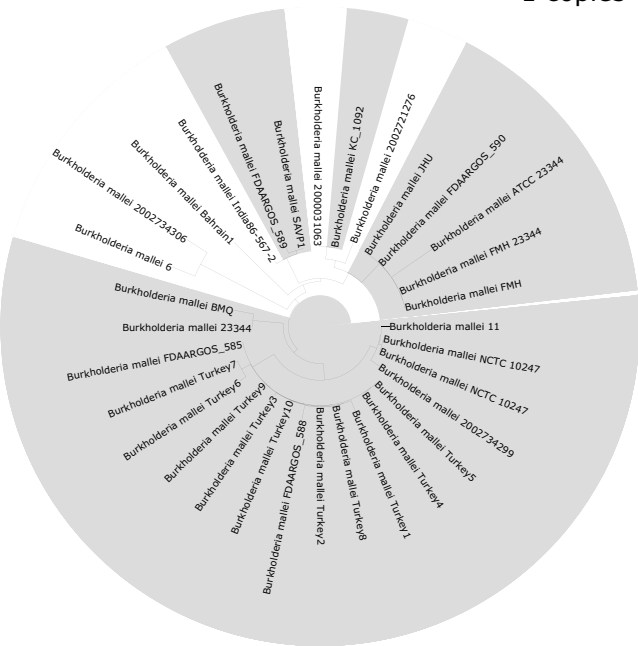 Burkholderia mallei FDAARGOS_589
Burkholderia mallei SAVP1
Burkholderia mallei 2000031063
Burkholderia mallei KC_1092
Burkholderia mallei 2002721276
Burkholderia mallei JHU
Burkholderia mallei FDAARGOS_590
Burkholderia mallei ATCC 23344
Burkholderia mallei FMH 23344
Burkholderia mallei FMH
Burkholderia mallei 11
Burkholderia mallei NCTC 10247
Burkholderia mallei NCTC 10247
Burkholderia mallei 2002734299
Burkholderia mallei Turkey5
Burkholderia mallei Turkey4
Burkholderia mallei Turkey1
Burkholderia mallei Turkey8
Burkholderia mallei Turkey2
Burkholderia mallei FDAARGOS_588
Burkholderia mallei Turkey10
Burkholderia mallei Turkey3
Burkholderia mallei Turkey9
Burkholderia mallei Turkey6
Burkholderia mallei Turkey7
Burkholderia mallei FDAARGOS_585
Burkholderia mallei 23344
Burkholderia mallei BMQ
Burkholderia mallei 6
Burkholderia mallei 2002734306
Burkholderia mallei Bahrain1
Burkholderia mallei India86-567-2